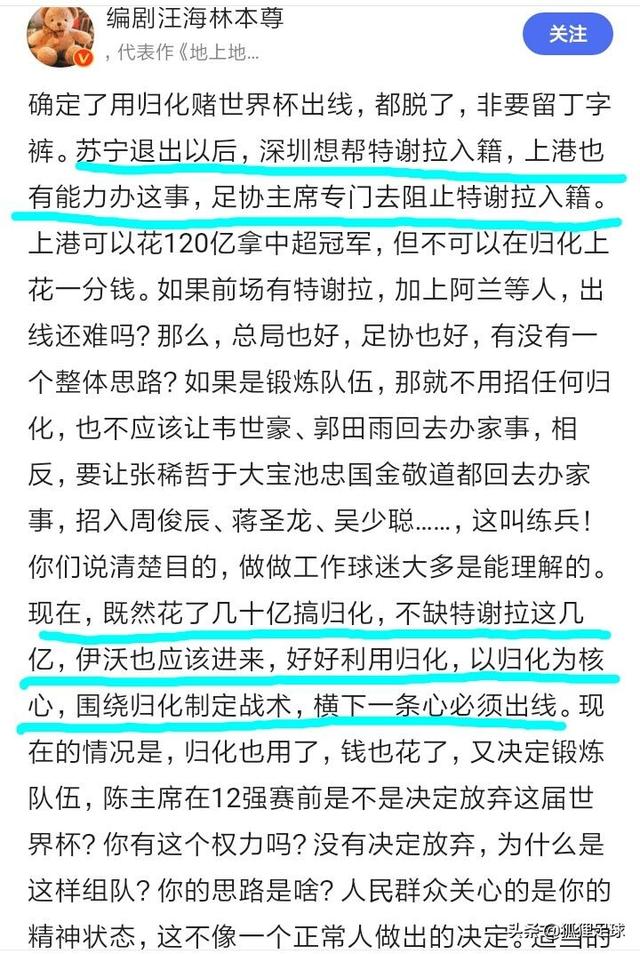 编剧汪海林本尊
，代表作《地上地...
关注
确定了用归化赌世界杯出线，都脱了，非要留丁字
裤。苏宁退出以后，深圳想帮特谢拉入籍，上港也
有能力办这事，足协主席专门去阻止特谢拉入籍。
上港可以花120亿拿中超冠军，但不可以在归化上
花一分钱。如果前场有特谢拉，加上阿兰等人，出
线还难吗？那么，总局也好，足协也好，有没有一
个整体思路？如果是锻炼队伍，那就不用招任何归
化，也不应该让韦世豪、郭田雨回去办家事，相
反，要让张稀哲于大宝池忠国金敬道都回去办家
事，招入周俊辰、蒋圣龙、吴少聪......，这叫练兵！
你们说清楚目的，做做工作球迷大多是能理解的。
现在，既然花了几十亿搞归化，不缺特谢拉这几
亿，伊沃也应该进来，好好利用归化，以归化为核
心，围绕归化制定战术，横下一条心必须出线。现
在的情况是，归化也用了，钱也花了，又决定锻炼
队伍，陈主席在12强赛前是不是决定放弃这届世
界杯？你有这个权力吗？没有决定放弃，为什么是
这样组队？你的思路是啥？人民群众关心的是你的
精神状态，这不像一个正常人做出的决定。适当的
头条@狐狸足球